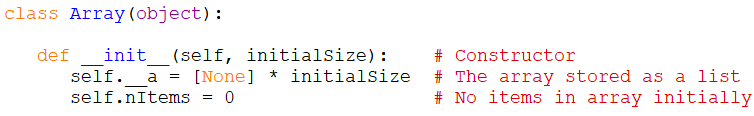 class Array(object):
def __init__(self, initialSize): # Constructor
self.__a = [None] * initialSize # The array stored as a list
self.nItems = 0 # No items in array initially